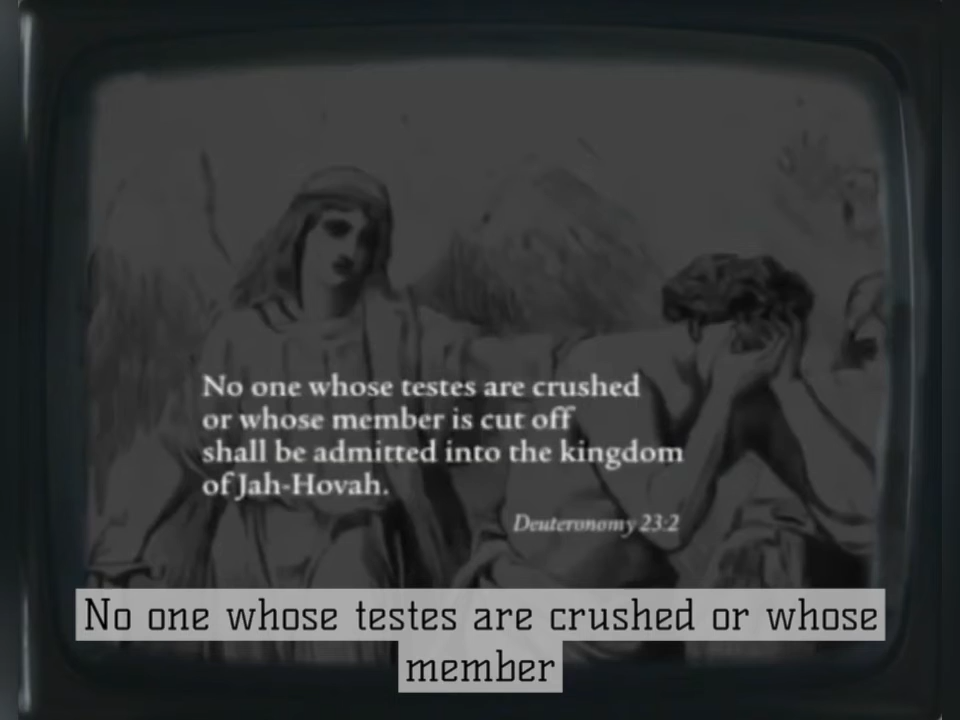 No one whose testes are crushed
or whose member is cut off
shall be admitted into the kingdom
of Jah-Hovah.
Deuteronomy 23:2
No one whose testes are crushed or whose
member